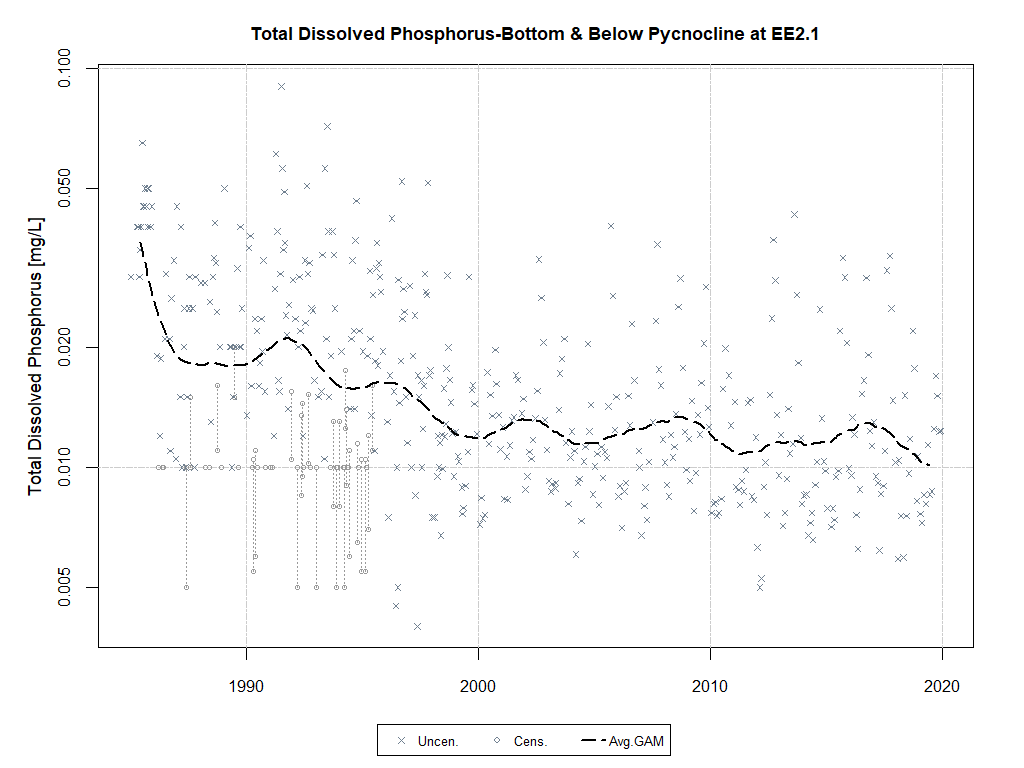 Total Dissolved Phosphorus-Bottom & Below Pycnocline at EE2.1
Total Dissolved Phosphorus [mg/L]
0.100
0.050
0.020
0.010
0.005
1990
2000
2010
2020
Uncen.
Cens.
Avg.GAM